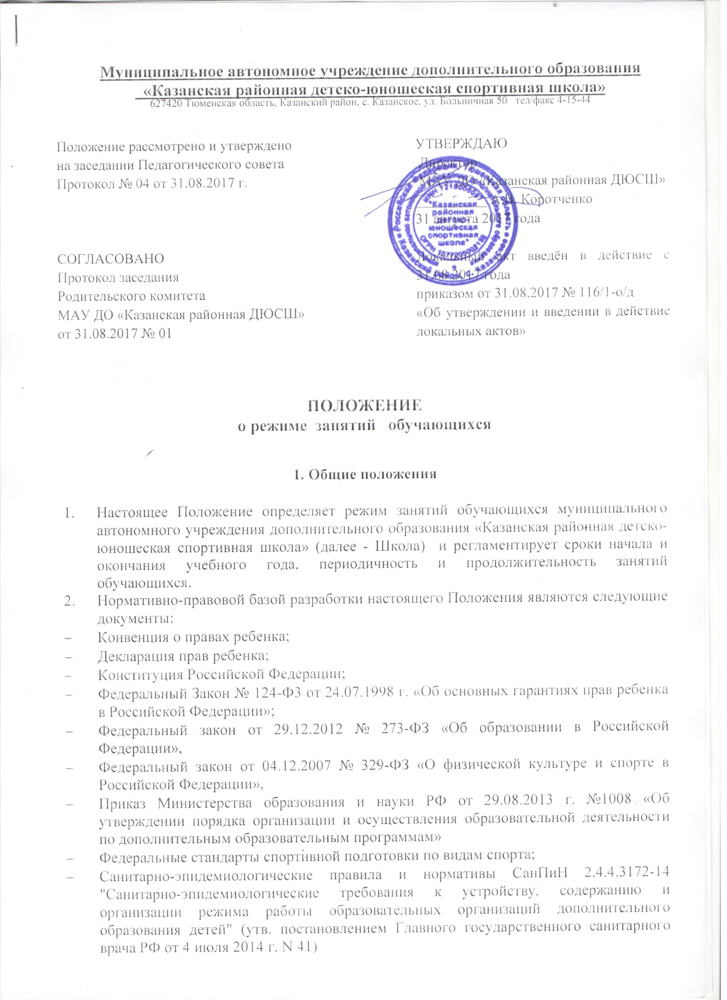 Муниципальное автономное учреждение дополнительного образования
«Казанская районная детско-юношеская спортивная школа»
627420 Тюменская область, Казанский район, с. Казанское, ул. Больничная 50 тел/факс 4-15-44
Положение рассмотрено и утверждено
на заседании Педагогического совета
Протокол № 04 от 31.08.2017 г.
УТВЕРЖДАЮ
Директор
МАУ ДО «Казанская районная ДЮСШ»
А.В. Коротченко
31 августа 2017 года
"Казанская
районная
детско-
юношеская
спортивная
школа"
СОГЛАСОВАНО
Протокол заседания
Родительского комитета
МАУ ДО «Казанская районная ДЮСШ»
от 31.08.2017 № 01
Локальный акт введён в действие с
31.08.2017 года
приказом от 31.08.2017 № 116/1-о/д
«Об утверждении и введении в действие
локальных актов»
ПОЛОЖЕНИЕ
о режиме занятий обучающихся
1. Общие положения
1. Настоящее Положение определяет режим занятий обучающихся муниципального
автономного учреждения дополнительного образования «Казанская районная детско-
юношеская спортивная школа» (далее - Школа) и регламентирует сроки начала и
окончания учебного года, периодичность и продолжительность занятий
обучающихся.
2. Нормативно-правовой базой разработки настоящего Положения являются следующие
документы:
– Конвенция о правах ребенка;
– Декларация прав ребенка;
– Конституция Российской Федерации;
– Федеральный Закон № 124-ФЗ от 24.07.1998 г. «Об основных гарантиях прав ребенка
в Российской Федерации»;
– Федеральный закон от 29.12.2012 № 273-ФЗ «Об образовании в Российской
Федерации»,
– Федеральный закон от 04.12.2007 № 329-ФЗ «О физической культуре и спорте в
Российской Федерации»,
– Приказ Министерства образования и науки РФ от 29.08.2013 г. №1008 «Об
утверждении порядка организации и осуществления образовательной деятельности
по дополнительным образовательным программам»
– Федеральные стандарты спортивной подготовки по видам спорта;
– Санитарно-эпидемиологические правила и нормативы СанПиН 2.4.4.3172-14
"Санитарно-эпидемиологические требования к устройству, содержанию и
организации режима работы образовательных организаций дополнительного
образования детей" (утв. постановлением Главного государственного санитарного
врача РФ от 4 июля 2014 г. N 41)